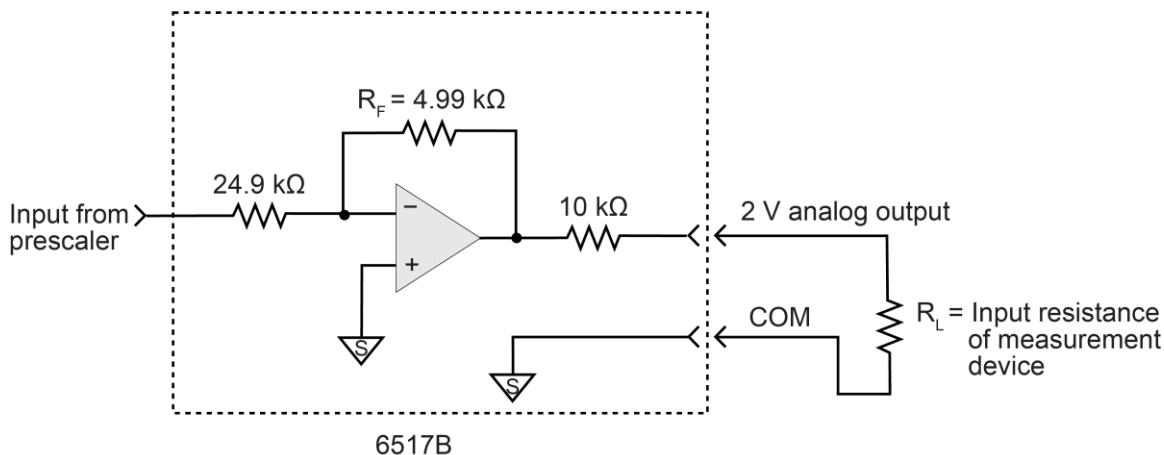 R_F = 4.99 kΩ
24.9 kΩ
Input from
prescaler
−
+
10 kΩ
2 V analog output
S
COM
S
R_L = Input resistance
of measurement
device
6517B